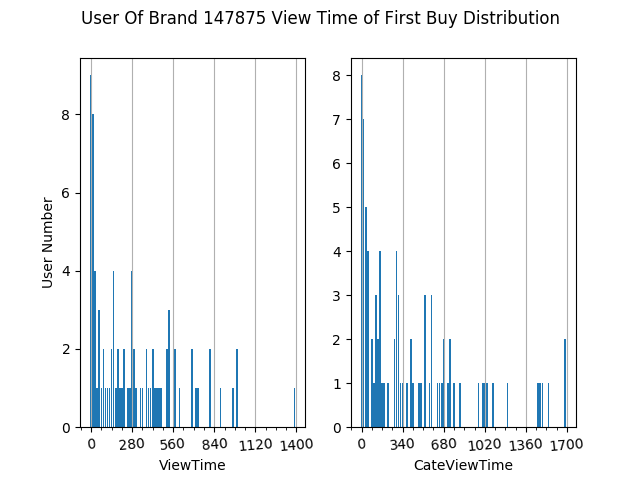 User Of Brand 147875 View Time of First Buy Distribution
User Number
8
6
4
2
0
0 280 560 840 1120 1400
ViewTime
8
7
6
5
4
3
2
1
0
0 340 680 1020 1360 1700
CateViewTime